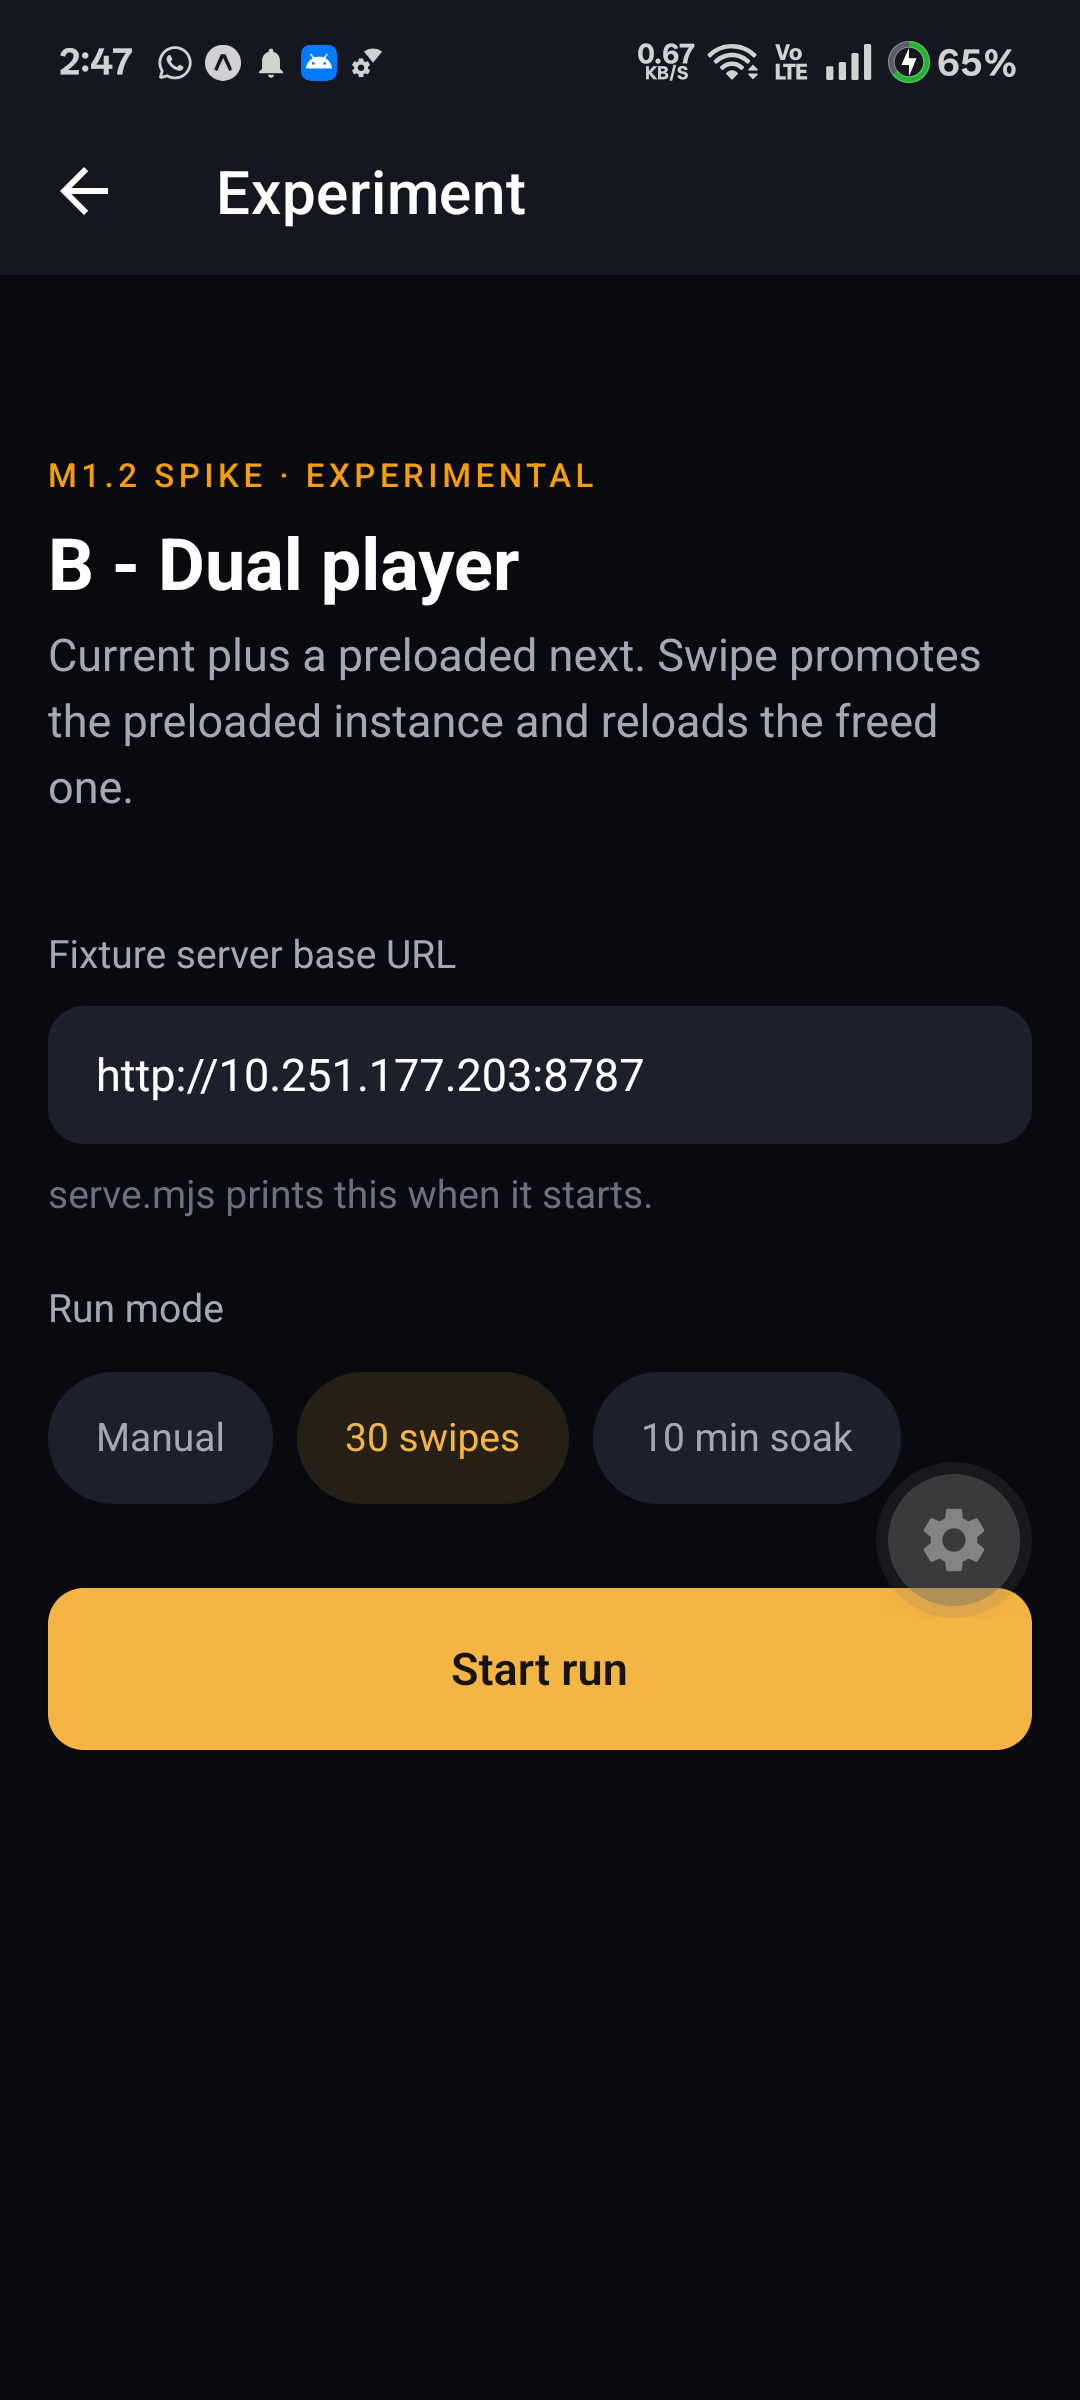 2:47
0.67 KB/S
Vo LTE
65%
Experiment
M1.2 SPIKE · EXPERIMENTAL
B - Dual player
Current plus a preloaded next. Swipe promotes
the preloaded instance and reloads the freed
one.
Fixture server base URL
http://10.251.177.203:8787
serve.mjs prints this when it starts.
Run mode
Manual
30 swipes
10 min soak
Start run